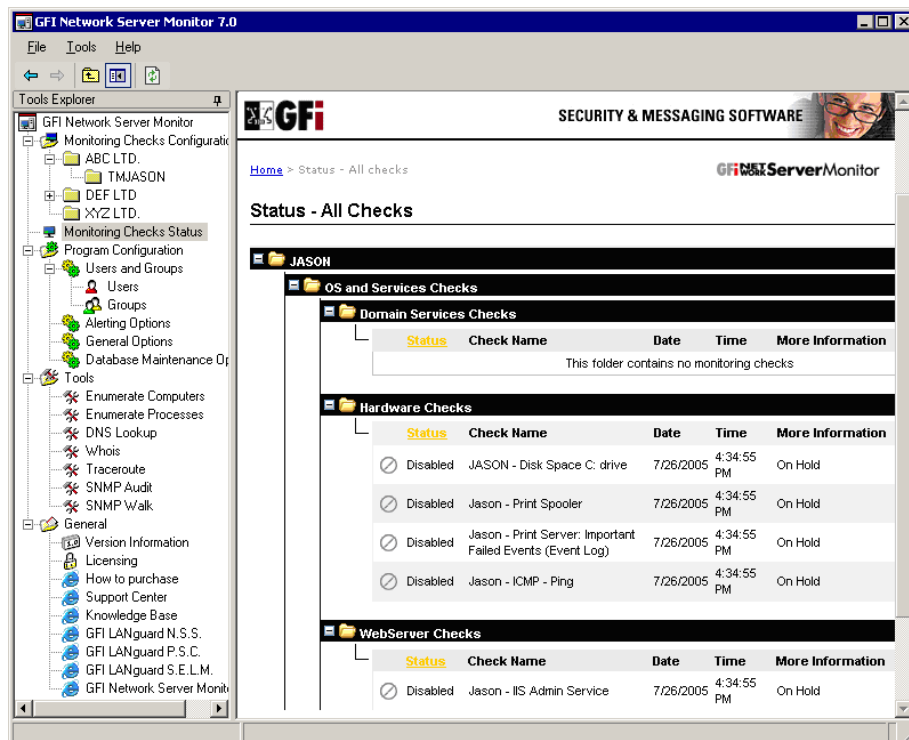 GFI Network Server Monitor 7.0
File Tools Help
Tools Explorer
GFI Network Server Monitor
Monitoring Checks Configuratio
ABC LTD.
TMJASON
DEF LTD
XYZ LTD.
Monitoring Checks Status
Program Configuration
Users and Groups
Users
Groups
Alerting Options
General Options
Database Maintenance Op
Tools
Enumerate Computers
Enumerate Processes
DNS Lookup
Whois
Traceroute
SNMP Audit
SNMP Walk
General
Version Information
Licensing
How to purchase
Support Center
Knowledge Base
GFI LANguard N.S.S.
GFI LANguard P.S.C.
GFI LANguard S.E.L.M.
GFI Network Server Monito
GFi
SECURITY & MESSAGING SOFTWARE
Home > Status - All checks
GFi NETWORK ServerMonitor
Status - All Checks
JASON
OS and Services Checks
Domain Services Checks
Status Check Name Date Time More Information
This folder contains no monitoring checks
Hardware Checks
Status Check Name Date Time More Information
Disabled JASON - Disk Space C: drive 7/26/2005 4:34:55 PM On Hold
Disabled Jason - Print Spooler 7/26/2005 4:34:55 PM On Hold
Disabled Jason - Print Server: Important Failed Events (Event Log) 7/26/2005 4:34:55 PM On Hold
Disabled Jason - ICMP - Ping 7/26/2005 4:34:55 PM On Hold
WebServer Checks
Status Check Name Date Time More Information
Disabled Jason - IIS Admin Service 7/26/2005 4:34:55 PM On Hold